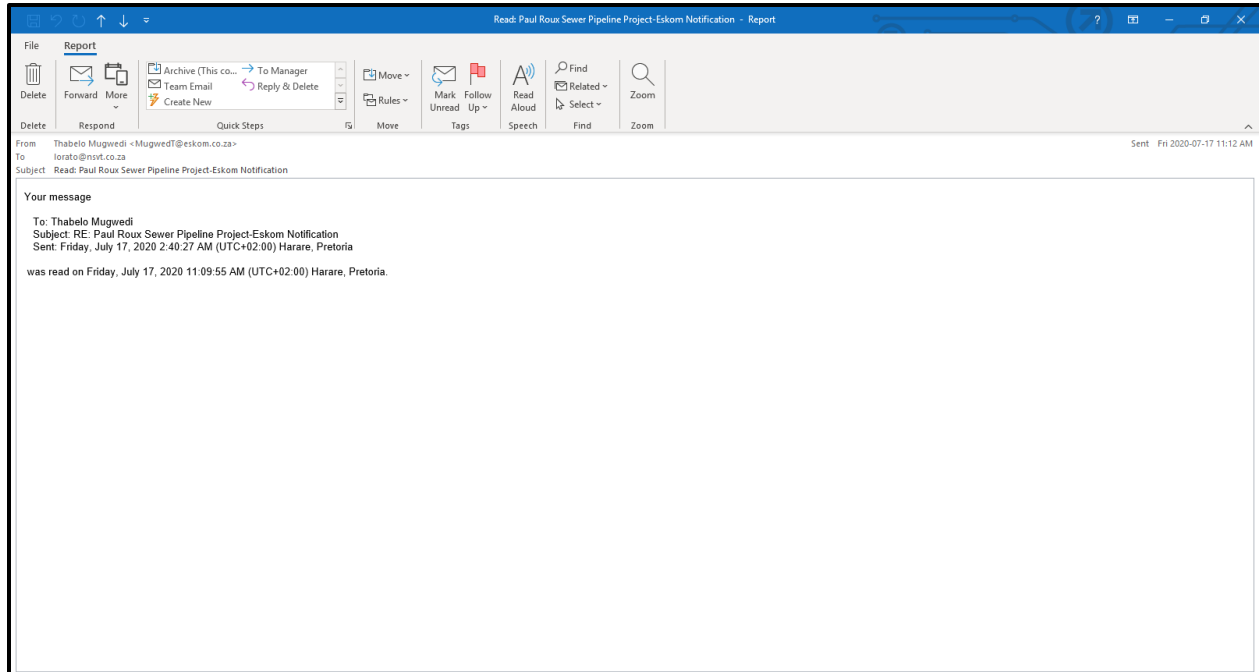 Read: Paul Roux Sewer Pipeline Project-Eskom Notification - Report
?
File Report
Delete
Forward
More
Archive (This co... To Manager
Team Email Reply & Delete
Create New
Move
Rules
Mark Unread
Follow Up
Read Aloud
Find
Related
Select
Zoom
Delete Respond Quick Steps Move Tags Speech Find Zoom
From Thabelo Mugwedi <MugwedT@eskom.co.za> Sent Fri 2020-07-17 11:12 AM
To lorato@nsvt.co.za
Subject Read: Paul Roux Sewer Pipeline Project-Eskom Notification
Your message
To: Thabelo Mugwedi
Subject: RE: Paul Roux Sewer Pipeline Project-Eskom Notification
Sent: Friday, July 17, 2020 2:40:27 AM (UTC+02:00) Harare, Pretoria
was read on Friday, July 17, 2020 11:09:55 AM (UTC+02:00) Harare, Pretoria.